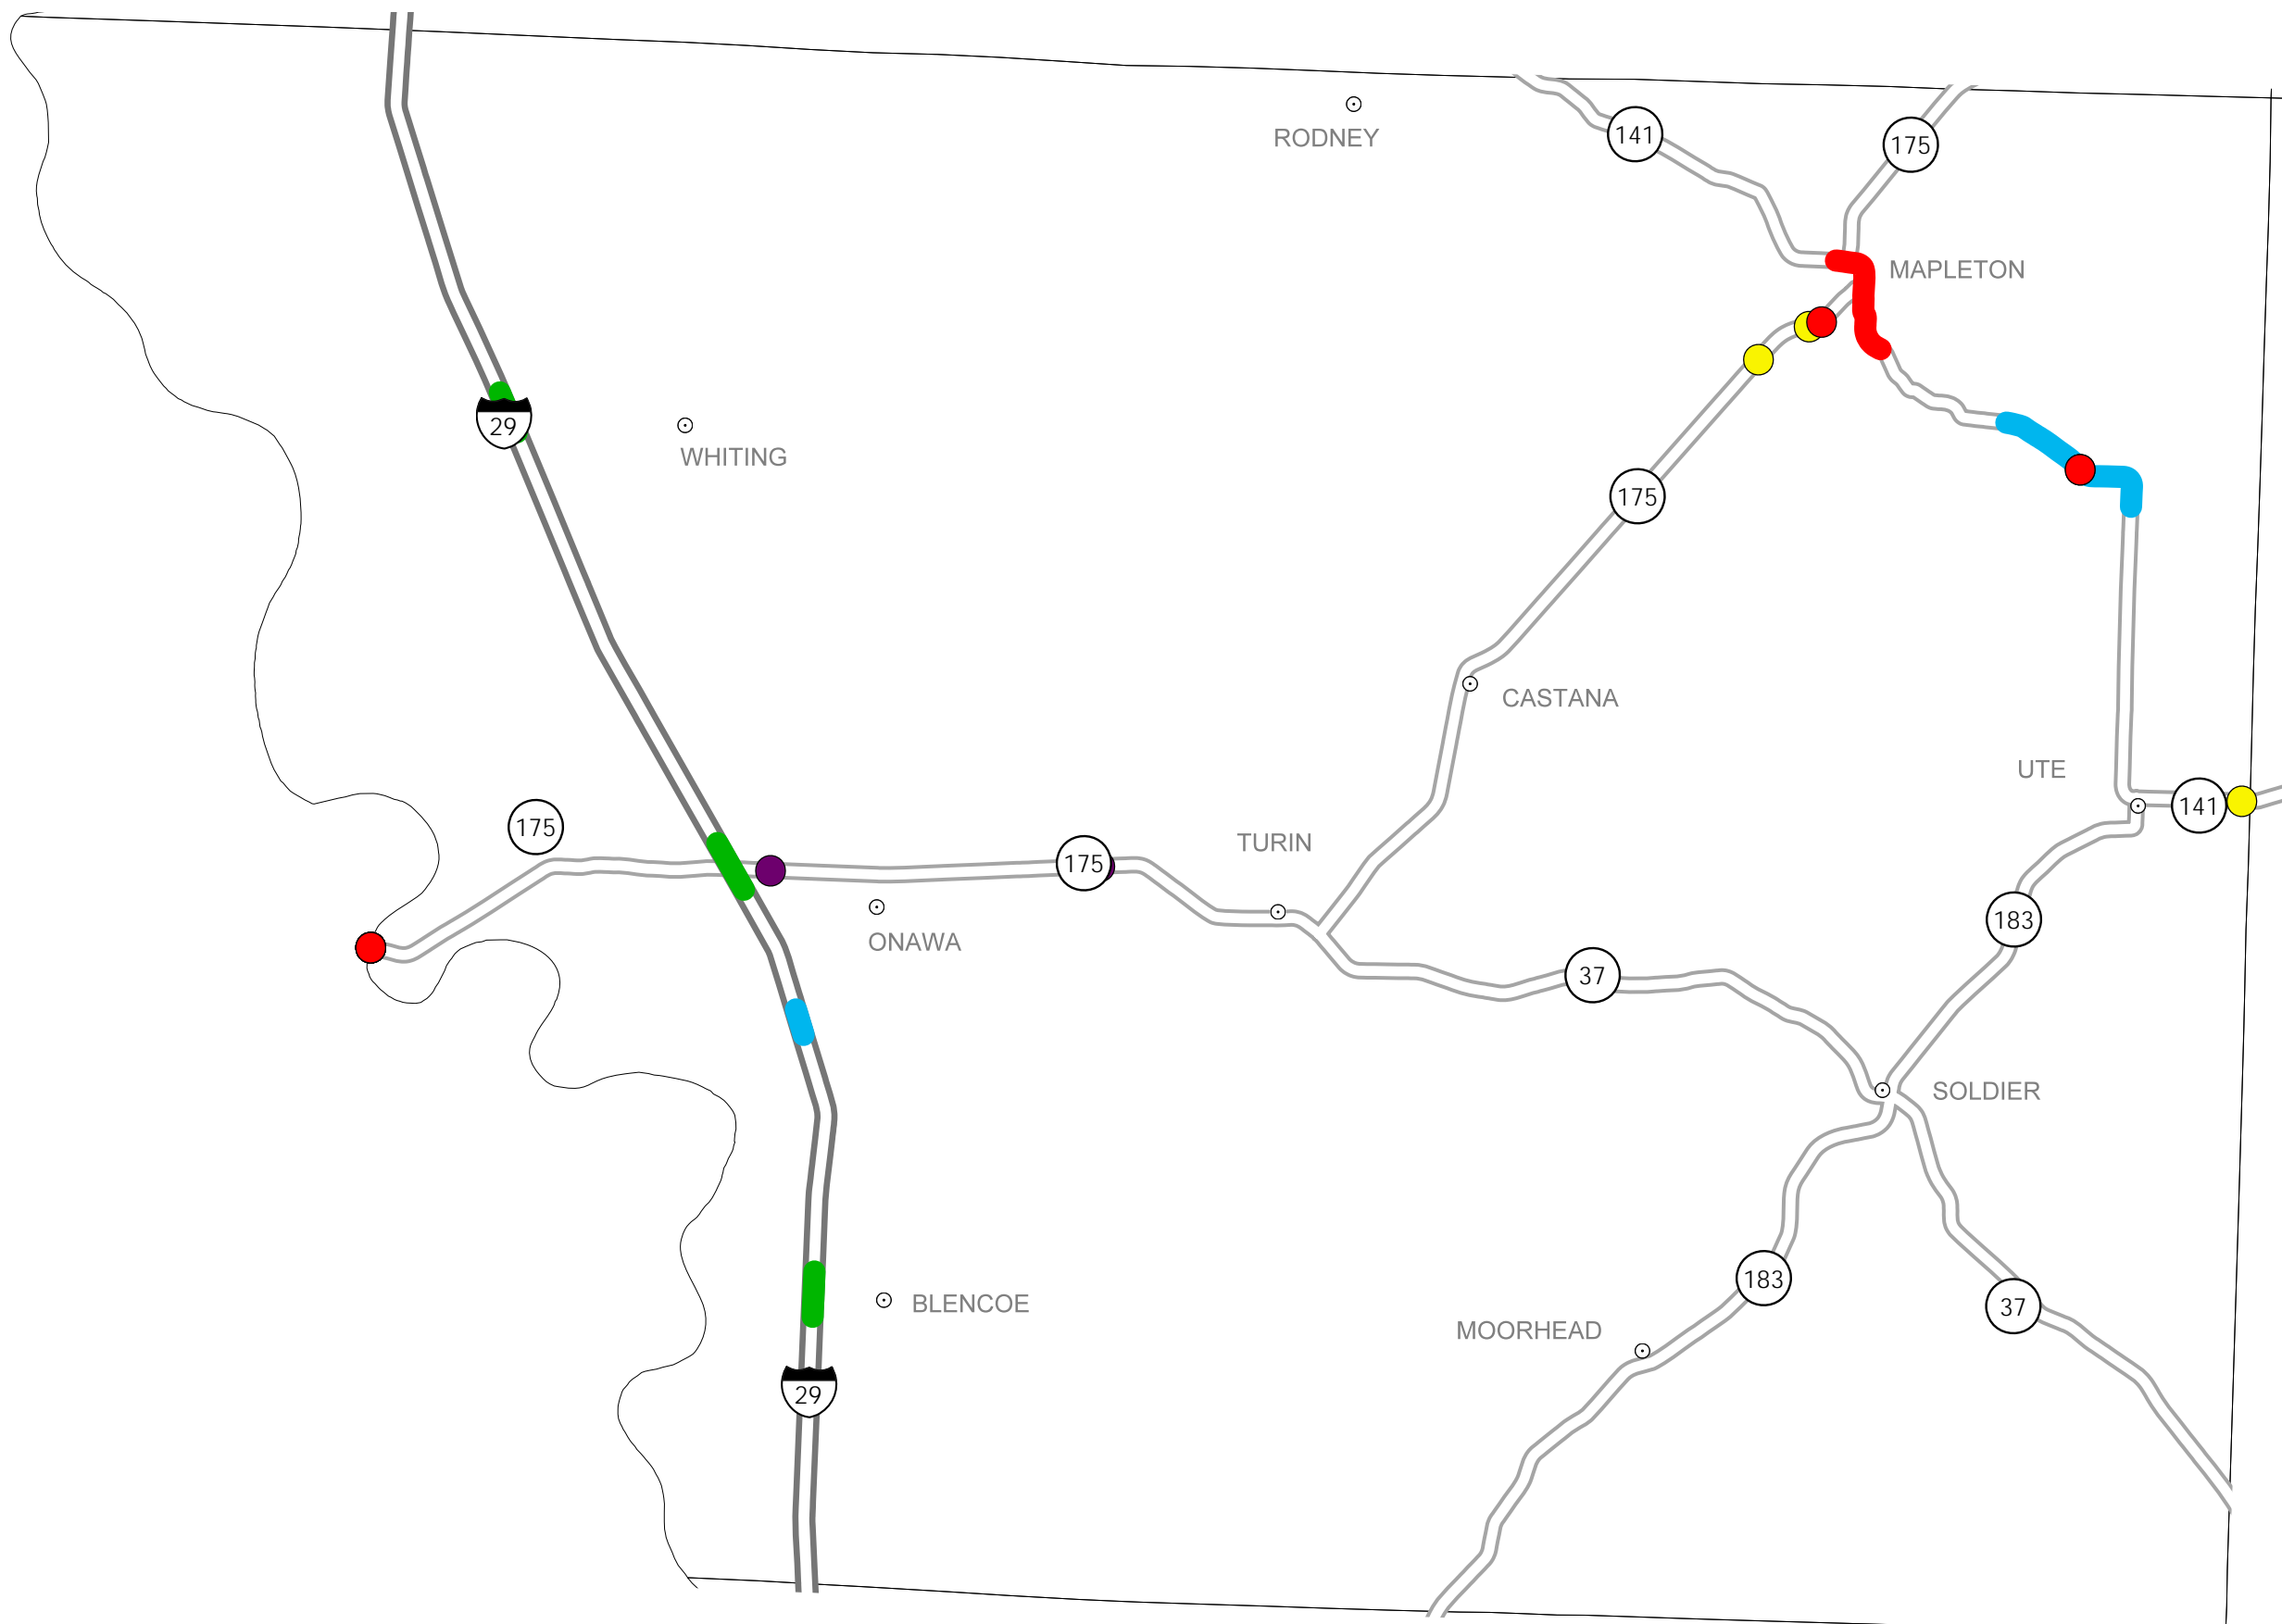 RODNEY
141
175
MAPLETON
29
WHITING
175
CASTANA
UTE
141
175
TURIN
175
ONAWA
183
37
SOLDIER
BLENCOE
183
37
MOORHEAD
29